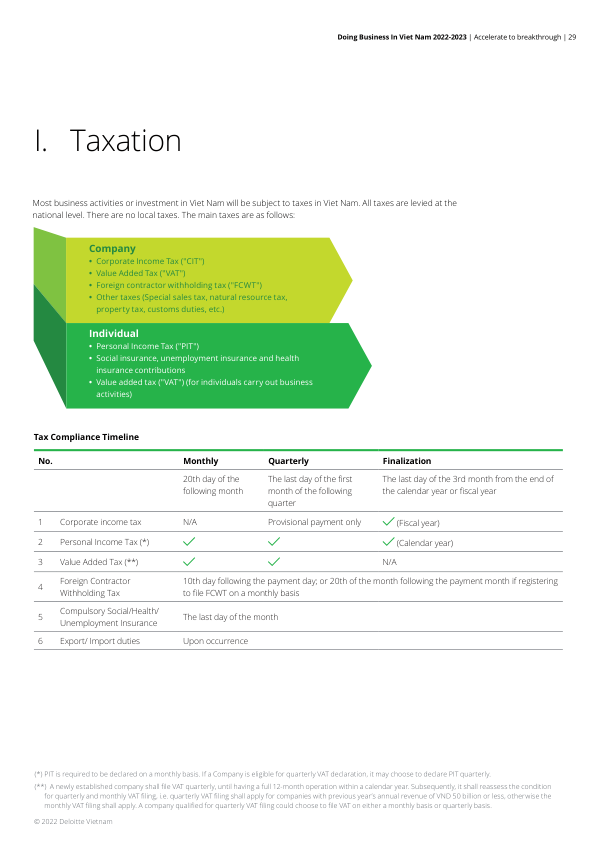 Doing Business In Viet Nam 2022-2023 | Accelerate to breakthrough | 29
I. Taxation
Most business activities or investment in Viet Nam will be subject to taxes in Viet Nam. All taxes are levied at the
national level. There are no local taxes. The main taxes are as follows:
Company
• Corporate Income Tax ("CIT")
• Value Added Tax ("VAT")
• Foreign contractor withholding tax ("FCWT")
• Other taxes (Special sales tax, natural resource tax,
property tax, customs duties, etc.)
Individual
• Personal Income Tax ("PIT")
• Social insurance, unemployment insurance and health
insurance contributions
• Value added tax ("VAT") (for individuals carry out business
activities)
Tax Compliance Timeline
No. Monthly Quarterly Finalization
20th day of the The last day of the first The last day of the 3rd month from the end of
following month month of the following the calendar year or fiscal year
quarter
1 Corporate income tax N/A Provisional payment only ✓ (Fiscal year)
2 Personal Income Tax (*) ✓ ✓ ✓ (Calendar year)
3 Value Added Tax (**) ✓ ✓ N/A
4 Foreign Contractor 10th day following the payment day; or 20th of the month following the payment month if registering
Withholding Tax to file FCWT on a monthly basis
5 Compulsory Social/Health/ The last day of the month
Unemployment Insurance
6 Export/ Import duties Upon occurrence
(*) PIT is required to be declared on a monthly basis. If a Company is eligible for quarterly VAT declaration, it may choose to declare PIT quarterly.
(**) A newly established company shall file VAT quarterly, until having a full 12-month operation within a calendar year. Subsequently, it shall reassess the condition
for quarterly and monthly VAT filing, i.e. quarterly VAT filing shall apply for companies with previous year's annual revenue of VND 50 billion or less, otherwise the
monthly VAT filing shall apply. A company qualified for quarterly VAT filing could choose to file VAT on either a monthly basis or quarterly basis.
© 2022 Deloitte Vietnam